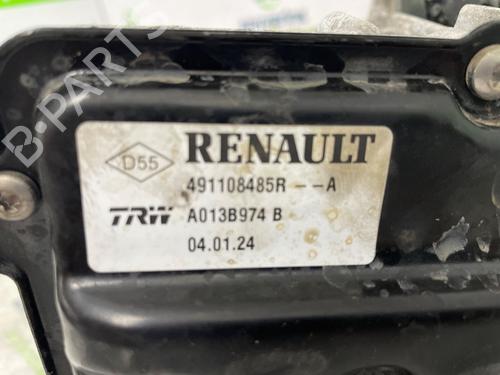 D55 RENAULT
491108485R --A
TRW A013B974 B
04.01.24
B-PARTS